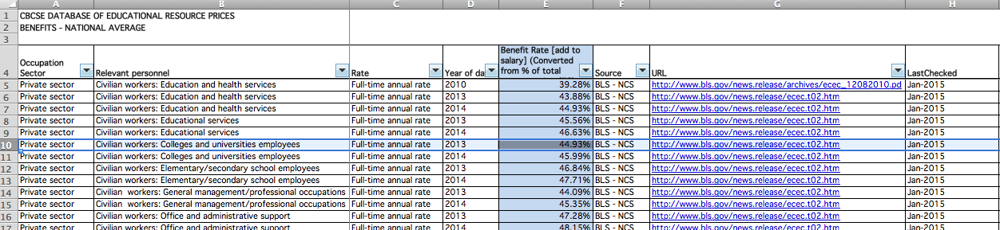 A B C D E F G H
1 CBCSE DATABASE OF EDUCATIONAL RESOURCE PRICES
2 BENEFITS - NATIONAL AVERAGE
3
Benefit Rate [add to
salary] (Converted
Occupation
4 Sector Relevant personnel Rate Year of da from % of total Source URL LastChecked
5 Private sector Civilian workers: Education and health services Full-time annual rate 2010 39.28% BLS - NCS http://www.bls.gov/news.release/archives/ecec_12082010.pd Jan-2015
6 Private sector Civilian workers: Education and health services Full-time annual rate 2013 43.88% BLS - NCS http://www.bls.gov/news.release/ecec.t02.htm Jan-2015
7 Private sector Civilian workers: Education and health services Full-time annual rate 2014 44.93% BLS - NCS http://www.bls.gov/news.release/ecec.t02.htm Jan-2015
8 Private sector Civilian workers: Educational services Full-time annual rate 2013 45.56% BLS - NCS http://www.bls.gov/news.release/ecec.t02.htm Jan-2015
9 Private sector Civilian workers: Educational services Full-time annual rate 2014 46.63% BLS - NCS http://www.bls.gov/news.release/ecec.t02.htm Jan-2015
10 Private sector Civilian workers: Colleges and universities employees Full-time annual rate 2013 44.93% BLS - NCS http://www.bls.gov/news.release/ecec.t02.htm Jan-2015
11 Private sector Civilian workers: Colleges and universities employees Full-time annual rate 2014 45.99% BLS - NCS http://www.bls.gov/news.release/ecec.t02.htm Jan-2015
12 Private sector Civilian workers: Elementary/secondary school employees Full-time annual rate 2013 46.84% BLS - NCS http://www.bls.gov/news.release/ecec.t02.htm Jan-2015
13 Private sector Civilian workers: Elementary/secondary school employees Full-time annual rate 2014 47.71% BLS - NCS http://www.bls.gov/news.release/ecec.t02.htm Jan-2015
14 Private sector Civilian workers: General management/professional occupations Full-time annual rate 2013 44.09% BLS - NCS http://www.bls.gov/news.release/ecec.t02.htm Jan-2015
15 Private sector Civilian workers: General management/professional occupations Full-time annual rate 2014 45.35% BLS - NCS http://www.bls.gov/news.release/ecec.t02.htm Jan-2015
16 Private sector Civilian workers: Office and administrative support Full-time annual rate 2013 47.28% BLS - NCS http://www.bls.gov/news.release/ecec.t02.htm Jan-2015
17 Private sector Civilian workers: Office and administrative support Full-time annual rate 2014 48.15% BLS - NCS http://www.bls.gov/news.release/ecec.t02.htm Jan-2015